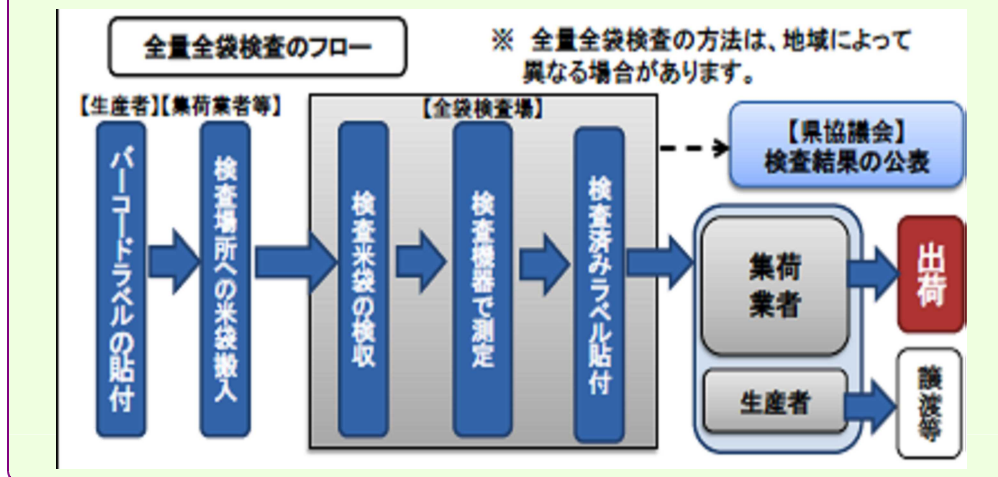 全量全袋検査のフロー
※ 全量全袋検査の方法は、地域によって
異なる場合があります。
【生産者】【集荷業者等】
【全袋検査場】
バーコードラベルの貼付
検査場所への米袋搬入
検査米袋の検収
検査機器で測定
検査済みラベル貼付
【県協議会】
検査結果の公表
集荷
業者
出荷
生産者
譲渡等